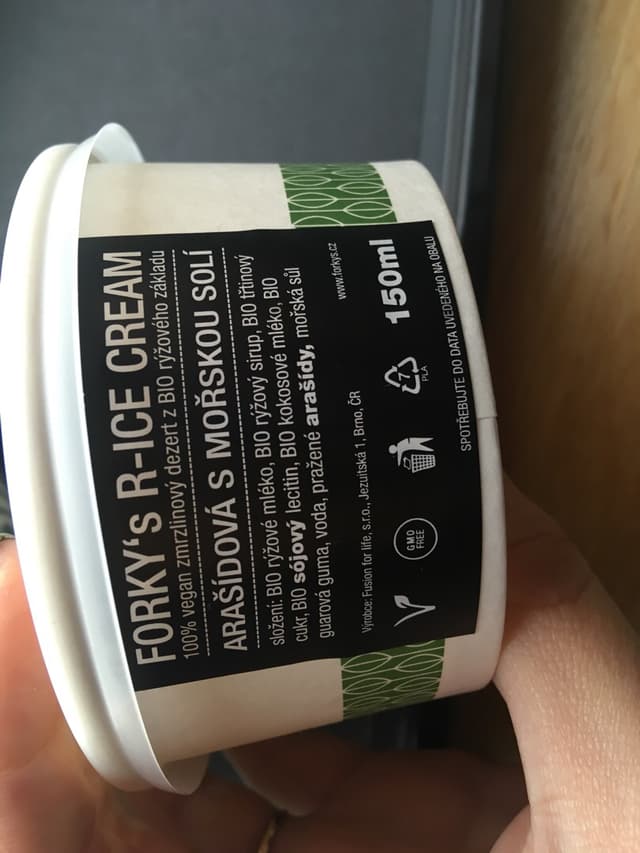 FORKY's R-ICE CREAM
100% vegan zmrzlinový dezert z BIO rýžového základu
ARAŠÍDOVÁ S MOŘSKOU SOLÍ
složení: BIO rýžové mléko, BIO rýžový sirup, BIO třtinový
cukr, BIO sójový lecitin, BIO kokosové mléko, BIO
guarová guma, voda, pražené arašídy, mořská sůl
www.forkys.cz
Výrobce: Fusion for life, s.r.o., Jezuitská 1, Brno, ČR
GMO
FREE
7
PLA
150ml
SPOTŘEBUJTE DO DATA UVEDENÉHO NA OBALU